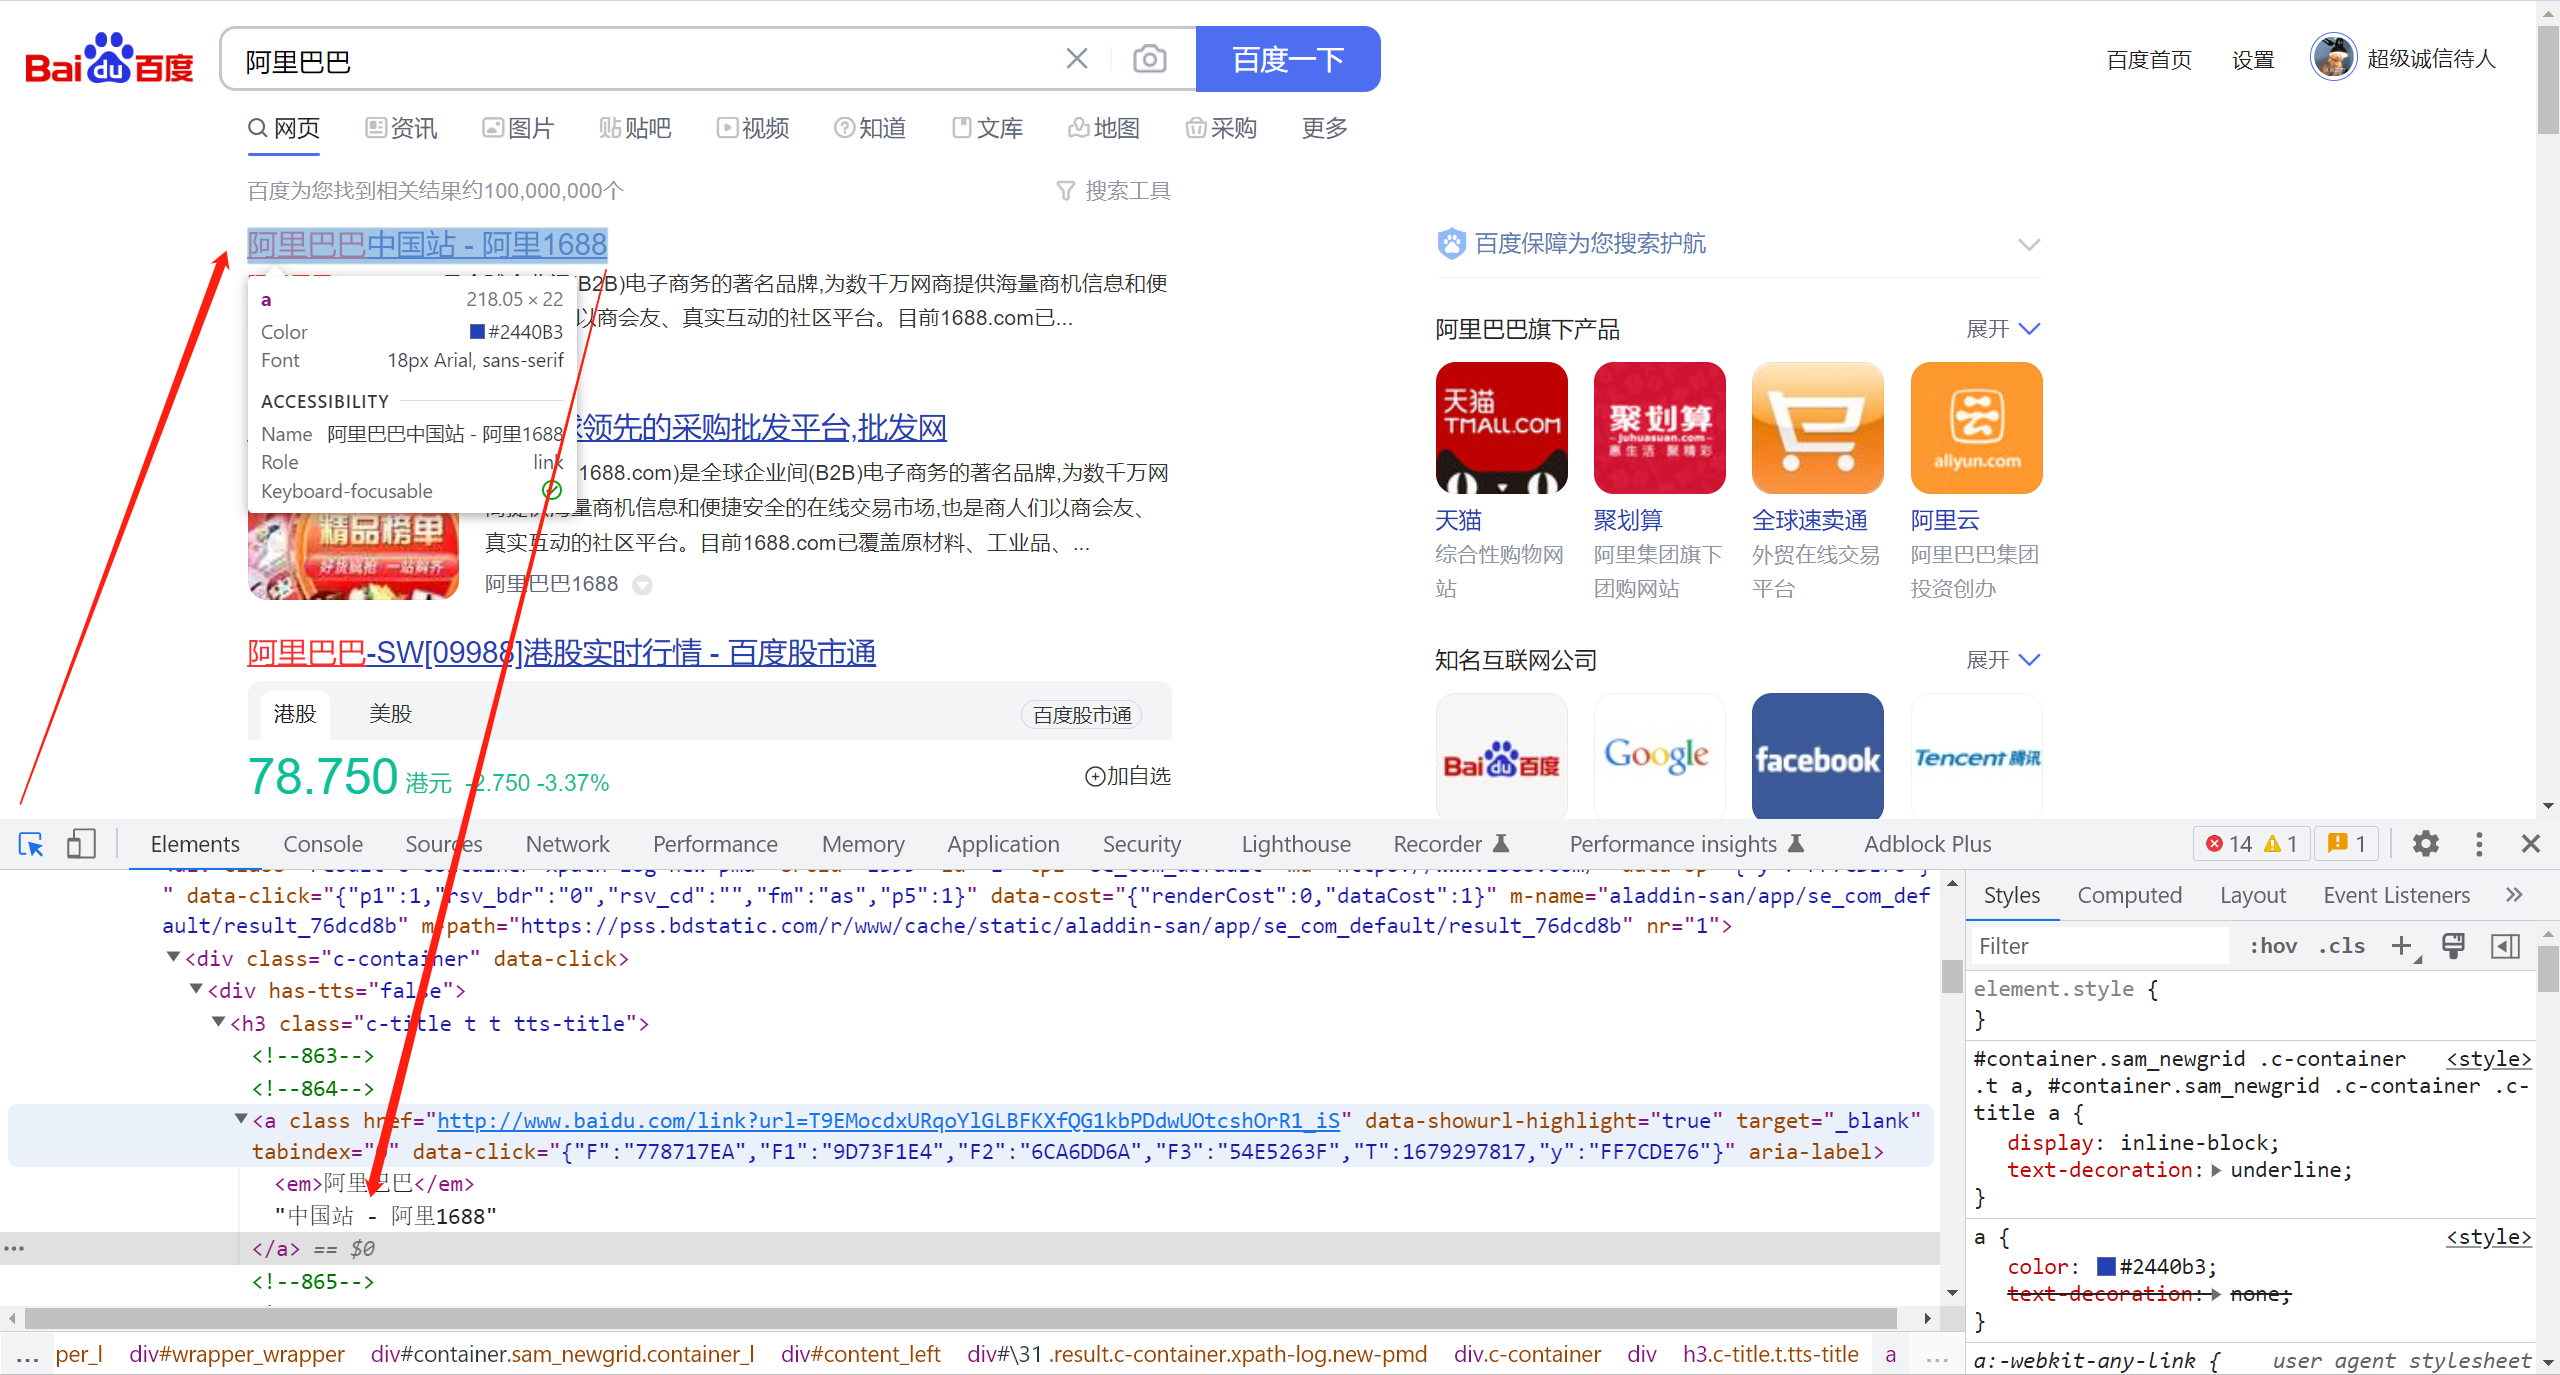 Bai du 百度
阿里巴巴
百度一下
百度首页 设置 超级诚信待人
网页 资讯 图片 贴吧 视频 知道 文库 地图 采购 更多
百度为您找到相关结果约100,000,000个
搜索工具
阿里巴巴中国站 - 阿里1688
(B2B)电子商务的著名品牌,为数千万网商提供海量商机信息和便
以商会友、真实互动的社区平台。目前1688.com已...
a 218.05 × 22
Color #2440B3
Font 18px Arial, sans-serif
ACCESSIBILITY
Name 阿里巴巴中国站 - 阿里1688
Role link
Keyboard-focusable
领先的采购批发平台,批发网
1688.com)是全球企业间(B2B)电子商务的著名品牌,为数千万网
量商机信息和便捷安全的在线交易市场,也是商人们以商会友、
真实互动的社区平台。目前1688.com已覆盖原材料、工业品、...
阿里巴巴1688
精品榜单
阿里巴巴-SW[09988]港股实时行情 - 百度股市通
港股 美股 百度股市通
78.750 港元 -2.750 -3.37%
加自选
百度保障为您搜索护航
阿里巴巴旗下产品 展开
天猫
TMALL.COM
聚划算
Juhuasuan.com
惠生活 聚精彩
aliyun.com
天猫 聚划算 全球速卖通 阿里云
综合性购物网 阿里集团旗下 外贸在线交易 阿里巴巴集团
站 团购网站 平台 投资创办
知名互联网公司 展开
Bai du 百度 Google facebook Tencent 腾讯
Elements Console Sources Network Performance Memory Application Security Lighthouse Recorder Performance insights Adblock Plus 14 1 1
" data-click="{"p1":1,"rsv_bdr":"0","rsv_cd":"","fm":"as","p5":1}" data-cost="{"renderCost":0,"dataCost":1}" m-name="aladdin-san/app/se_com_def
ault/result_76dcd8b" m-path="https://pss.bdstatic.com/r/www/cache/static/aladdin-san/app/se_com_default/result_76dcd8b" nr="1">
<div class="c-container" data-click>
<div has-tts="false">
<h3 class="c-title t t tts-title">
<!--863-->
<!--864-->
<a class href="http://www.baidu.com/link?url=T9EMocdxURqoYlGLBFKXfQG1kbPDdwUOtcshOrR1_iS" data-showurl-highlight="true" target="_blank"
tabindex="0" data-click="{"F":"778717EA","F1":"9D73F1E4","F2":"6CA6DD6A","F3":"54E5263F","T":1679297817,"y":"FF7CDE76"}" aria-label>
<em>阿里巴巴</em>
"中国站 - 阿里1688"
</a> == $0
<!--865-->
... per_l div#wrapper_wrapper div#container.sam_newgrid.container_l div#content_left div#\31 .result.c-container.xpath-log.new-pmd div.c-container div h3.c-title.t.tts-title a ...
Styles Computed Layout Event Listeners
Filter :hov .cls
element.style {
}
#container.sam_newgrid .c-container <style>
.t a, #container.sam_newgrid .c-container .c-
title a {
display: inline-block;
text-decoration: underline;
}
a { <style>
color: #2440b3;
text-decoration: none;
}
a:-webkit-any-link { user agent stylesheet